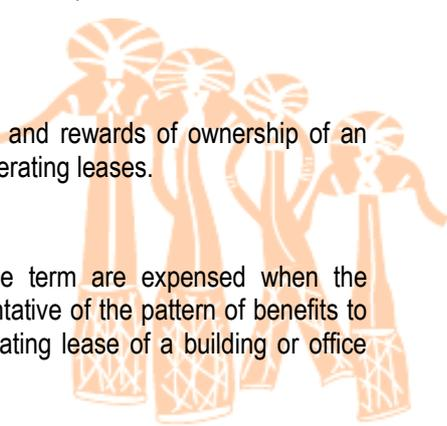 and rewards of ownership of an
erating leases.
e term are expensed when the
ntative of the pattern of benefits to
ating lease of a building or office